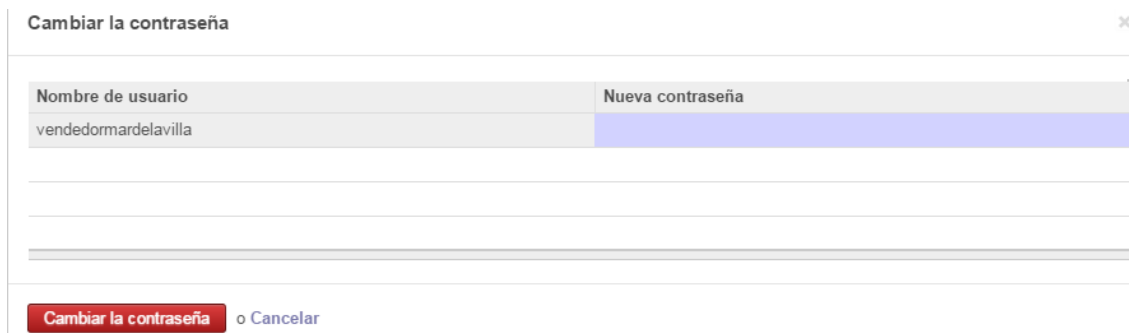 Cambiar la contraseña
Nombre de usuario Nueva contraseña
vendedormardelavilla
Cambiar la contraseña o Cancelar